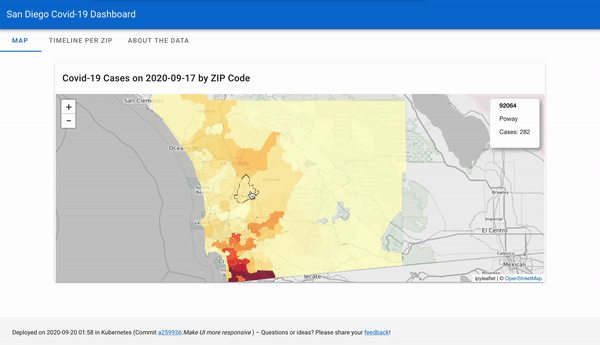 San Diego Covid-19 Dashboard
MAP TIMELINE PER ZIP ABOUT THE DATA
Covid-19 Cases on 2020-09-17 by ZIP Code
+
−
San Clem
Ocea
92064
Poway
Cases: 282
Brawley
Imperial
El Centro
Calexico
Mexicali
Tecate
ipyleaflet | © OpenStreetMap
Deployed on 2020-09-20 01:58 in Kubernetes (Commit a259936:Make UI more responsive ) – Questions or ideas? Please share your feedback!